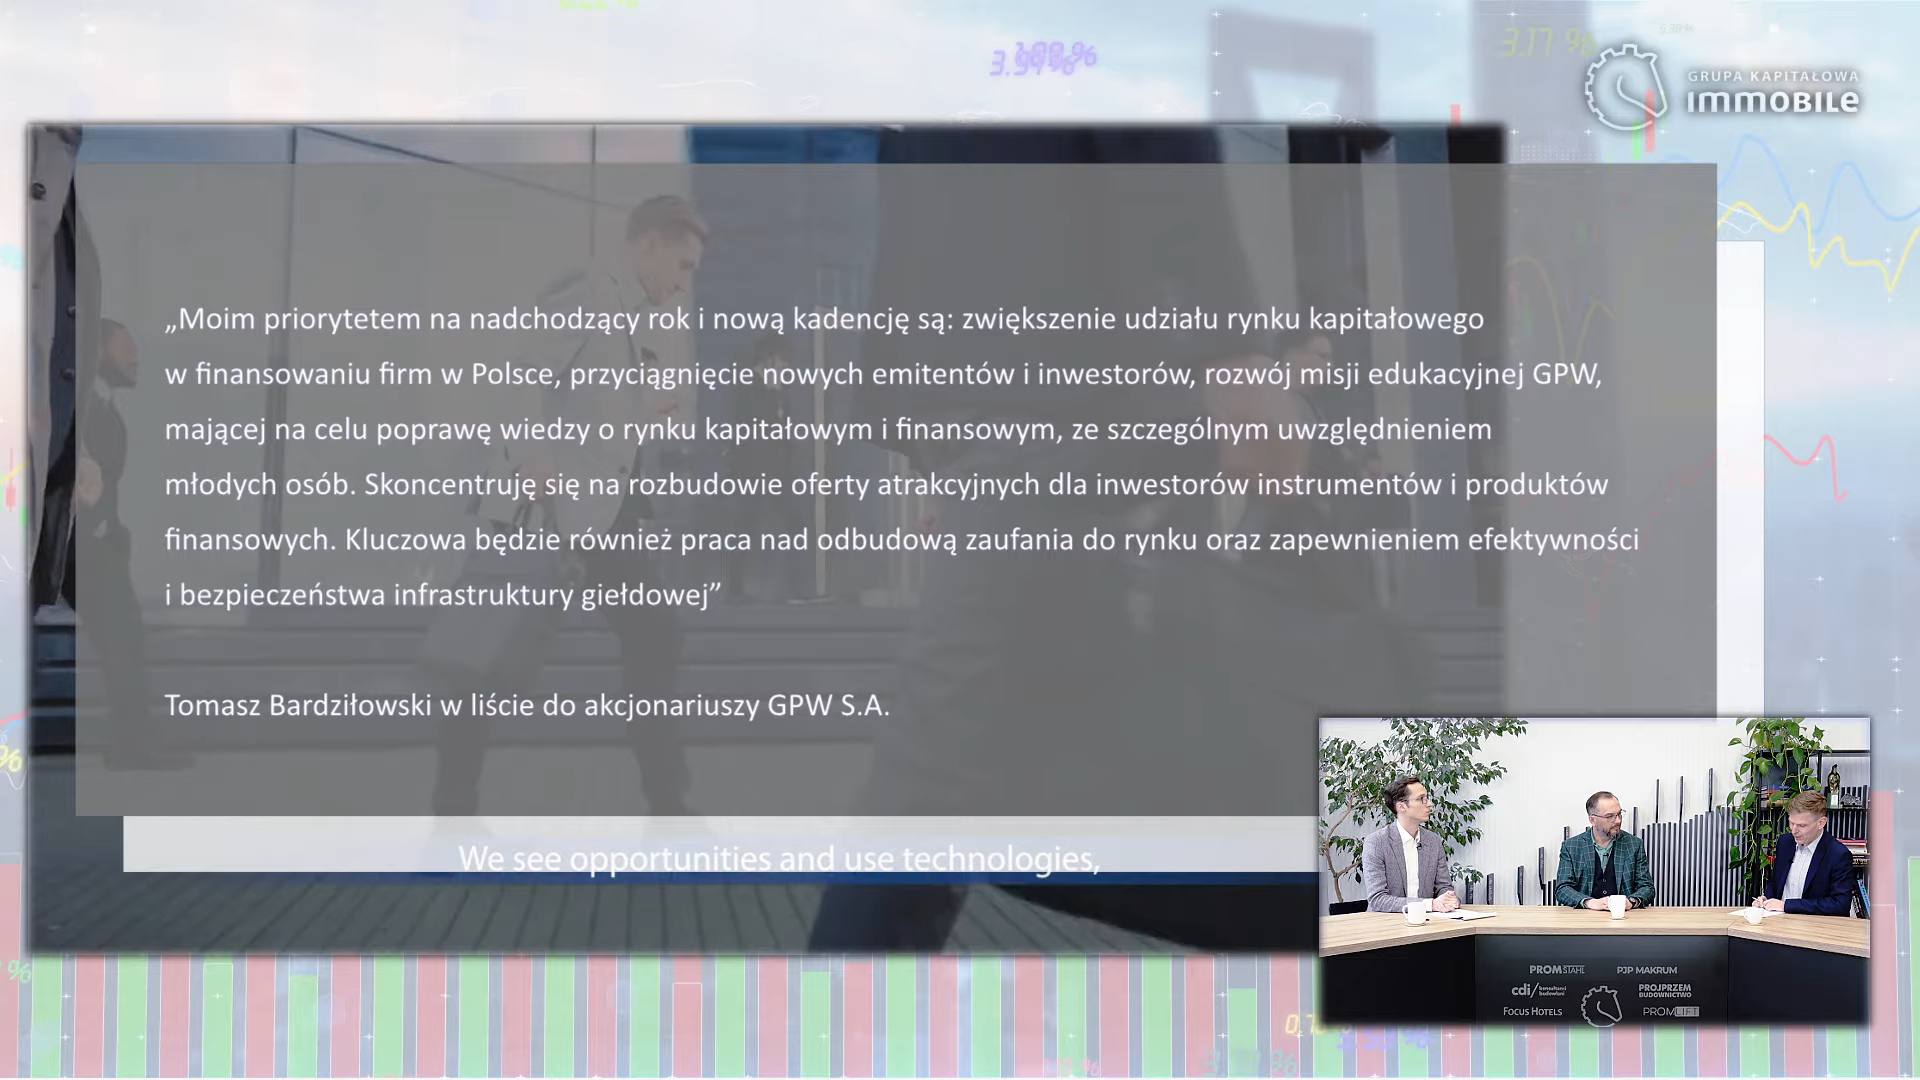 3.17 %
GRUPA KAPITAŁOWA
IMMOBILE
„Moim priorytetem na nadchodzący rok i nową kadencję są: zwiększenie udziału rynku kapitałowego
w finansowaniu firm w Polsce, przyciągnięcie nowych emitentów i inwestorów, rozwój misji edukacyjnej GPW,
mającej na celu poprawę wiedzy o rynku kapitałowym i finansowym, ze szczególnym uwzględnieniem
młodych osób. Skoncentruję się na rozbudowie oferty atrakcyjnych dla inwestorów instrumentów i produktów
finansowych. Kluczowa będzie również praca nad odbudową zaufania do rynku oraz zapewnieniem efektywności
i bezpieczeństwa infrastruktury giełdowej”
Tomasz Bardziłowski w liście do akcjonariuszy GPW S.A.
We see opportunities and use technologies,
PROMSTAHL
PJP MAKRUM
cdi/konsultanci
budowlani
PROJPRZEM
BUDOWNICTWO
FOCUS HOTELS
PROMLIFT